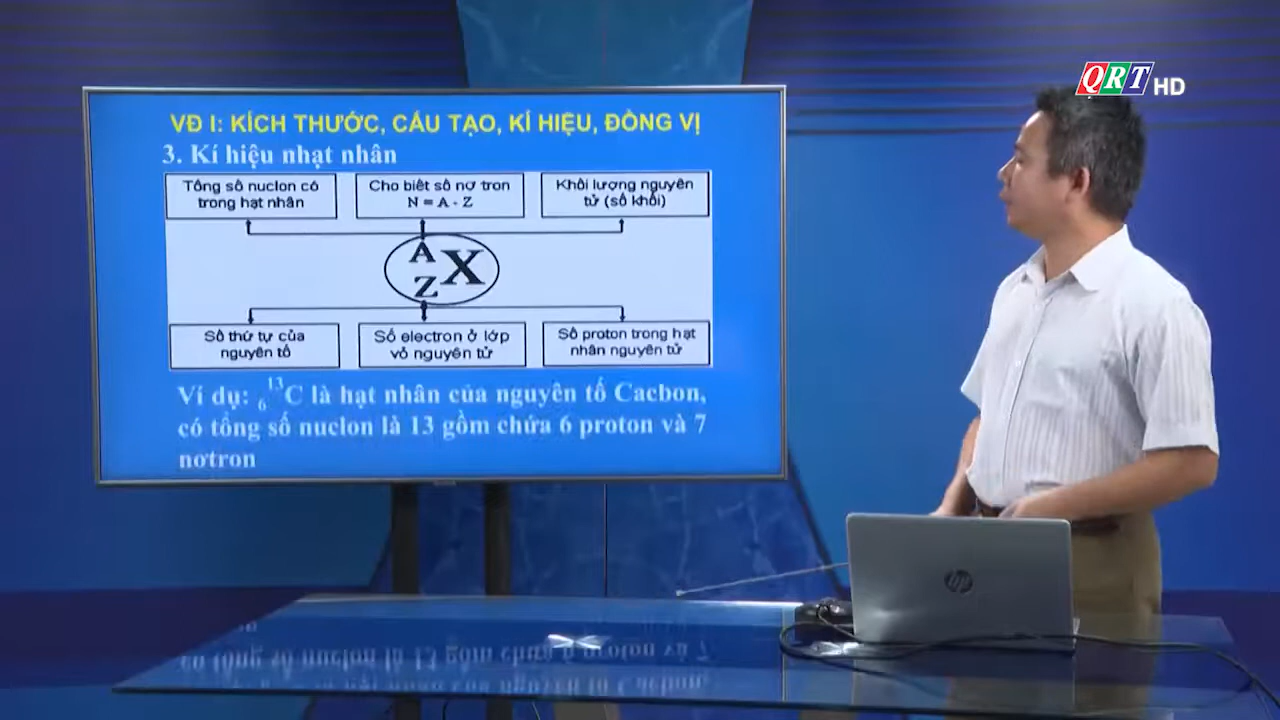 QRT HD
VĐ I: KÍCH THƯỚC, CẤU TẠO, KÍ HIỆU, ĐỒNG VỊ
3. Kí hiệu nhạt nhân
Tổng số nuclon có
trong hạt nhân
Cho biết số nơ tron
N = A - Z
Khối lượng nguyên
tử (số khối)
A
X
Z
Số thứ tự của
nguyên tố
Số electron ở lớp
vỏ nguyên tử
Số proton trong hạt
nhân nguyên tử
Ví dụ: ₆¹³C là hạt nhân của nguyên tố Cacbon,
có tổng số nuclon là 13 gồm chứa 6 proton và 7
nơtron
hp